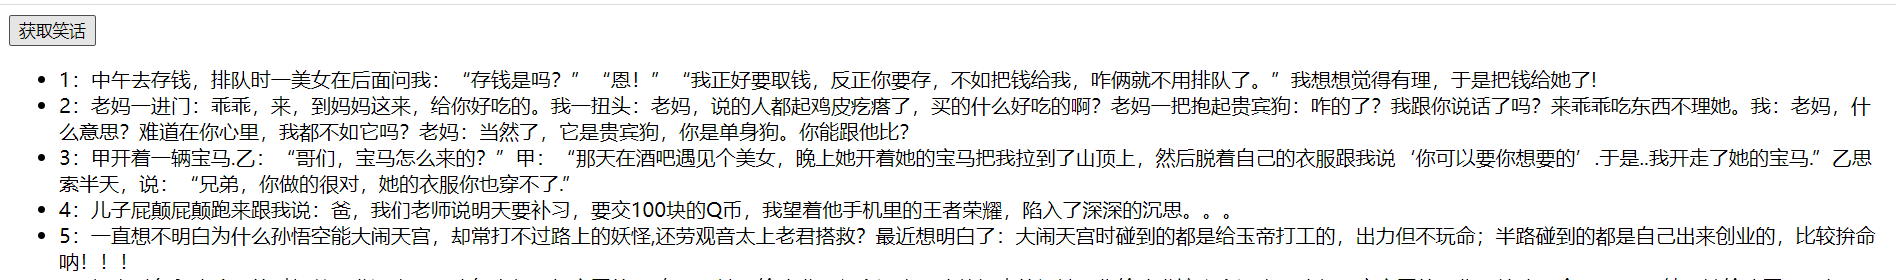 获取笑话
1：中午去存钱，排队时一美女在后面问我：“存钱是吗？”“恩！”“我正好要取钱，反正你要存，不如把钱给我，咋俩就不用排队了。”我想想觉得有理，于是把钱给她了!
2：老妈一进门：乖乖，来，到妈妈这来，给你好吃的。我一扭头：老妈，说的人都起鸡皮疙瘩了，买的什么好吃的啊？老妈一把抱起贵宾狗：咋的了？我跟你说话了吗？来乖乖吃东西不理她。我：老妈，什
么意思？难道在你心里，我都不如它吗？老妈：当然了，它是贵宾狗，你是单身狗。你能跟他比？
3：甲开着一辆宝马.乙：“哥们，宝马怎么来的？”甲：“那天在酒吧遇见个美女，晚上她开着她的宝马把我拉到了山顶上，然后脱着自己的衣服跟我说‘你可以要你想要的’.于是..我开走了她的宝马.”乙思
索半天，说：“兄弟，你做的很对，她的衣服你也穿不了.”
4：儿子屁颠屁颠跑来跟我说：爸，我们老师说明天要补习，要交100块的Q币，我望着他手机里的王者荣耀，陷入了深深的沉思。。。
5：一直想不明白为什么孙悟空能大闹天宫，却常打不过路上的妖怪,还劳观音太上老君搭救？最近想明白了：大闹天宫时碰到的都是给玉帝打工的，出力但不玩命；半路碰到的都是自己出来创业的，比较拚命
呐！！！